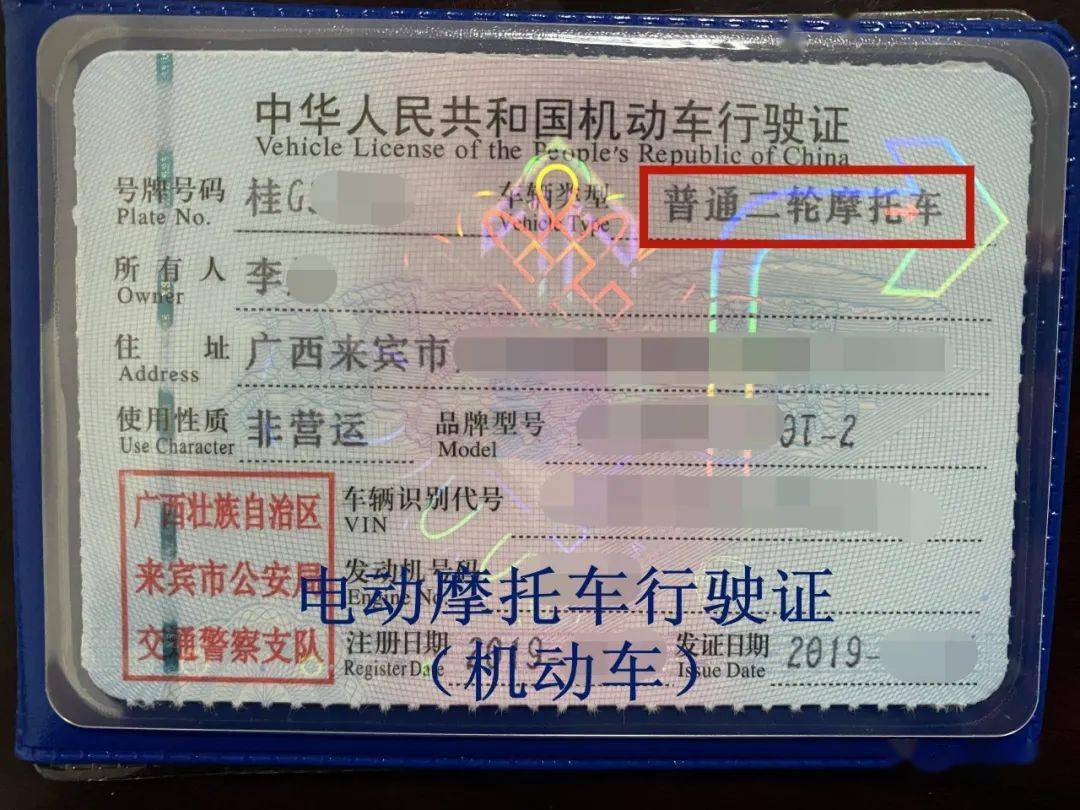 中华人民共和国机动车行驶证
Vehicle License of the People's Republic of China
号牌号码 桂G 车辆类型 普通二轮摩托车
Plate No. Vehicle Type
所有人 李
Owner
住址 广西来宾市
Address
使用性质 非营运 品牌型号 T-2
Use Character Model
广西壮族自治区 车辆识别代号
VIN
来宾市公安局 发动机号码
Engine No.
电动摩托车行驶证
交通警察支队 注册日期 2019 发证日期 2019-
Register Date Issue Date
（机动车）